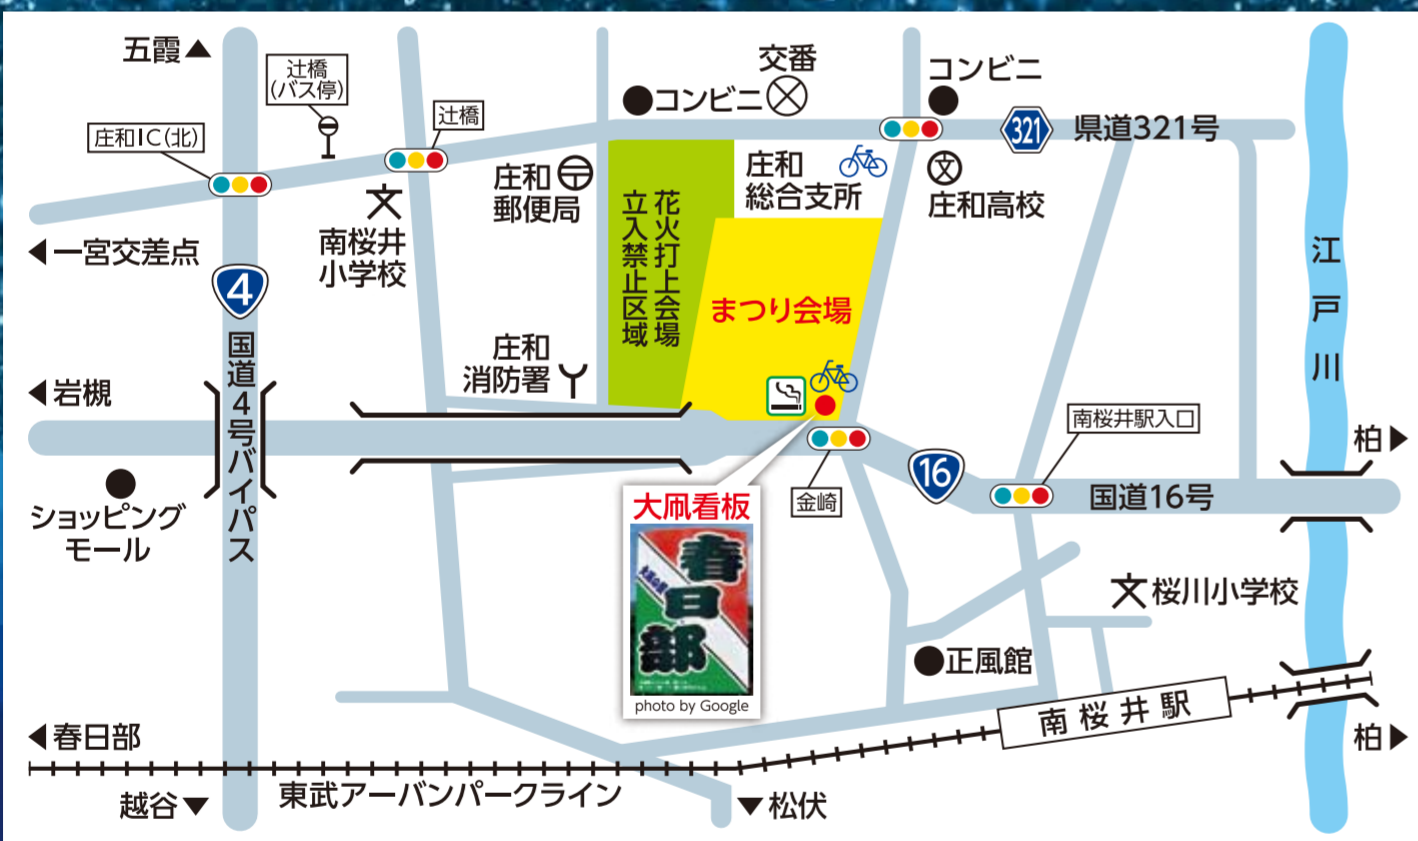 五霞▲
辻橋
(バス停)
辻橋
庄和IC(北)
交番
●コンビニ
コンビニ
321
県道321号
◀一宮交差点
文
南桜井
小学校
庄和
郵便局
花火打上会場
立入禁止区域
庄和
総合支所
文
庄和高校
まつり会場
4
国道4号バイパス
江戸川
庄和
消防署
◀岩槻
ショッピング
モール
南桜井駅入口
柏▶
16
国道16号
金崎
大凧看板
春日部
photo by Google
文桜川小学校
●正風館
南桜井駅
◀春日部
柏▶
東武アーバンパークライン
越谷▼
▼松伏